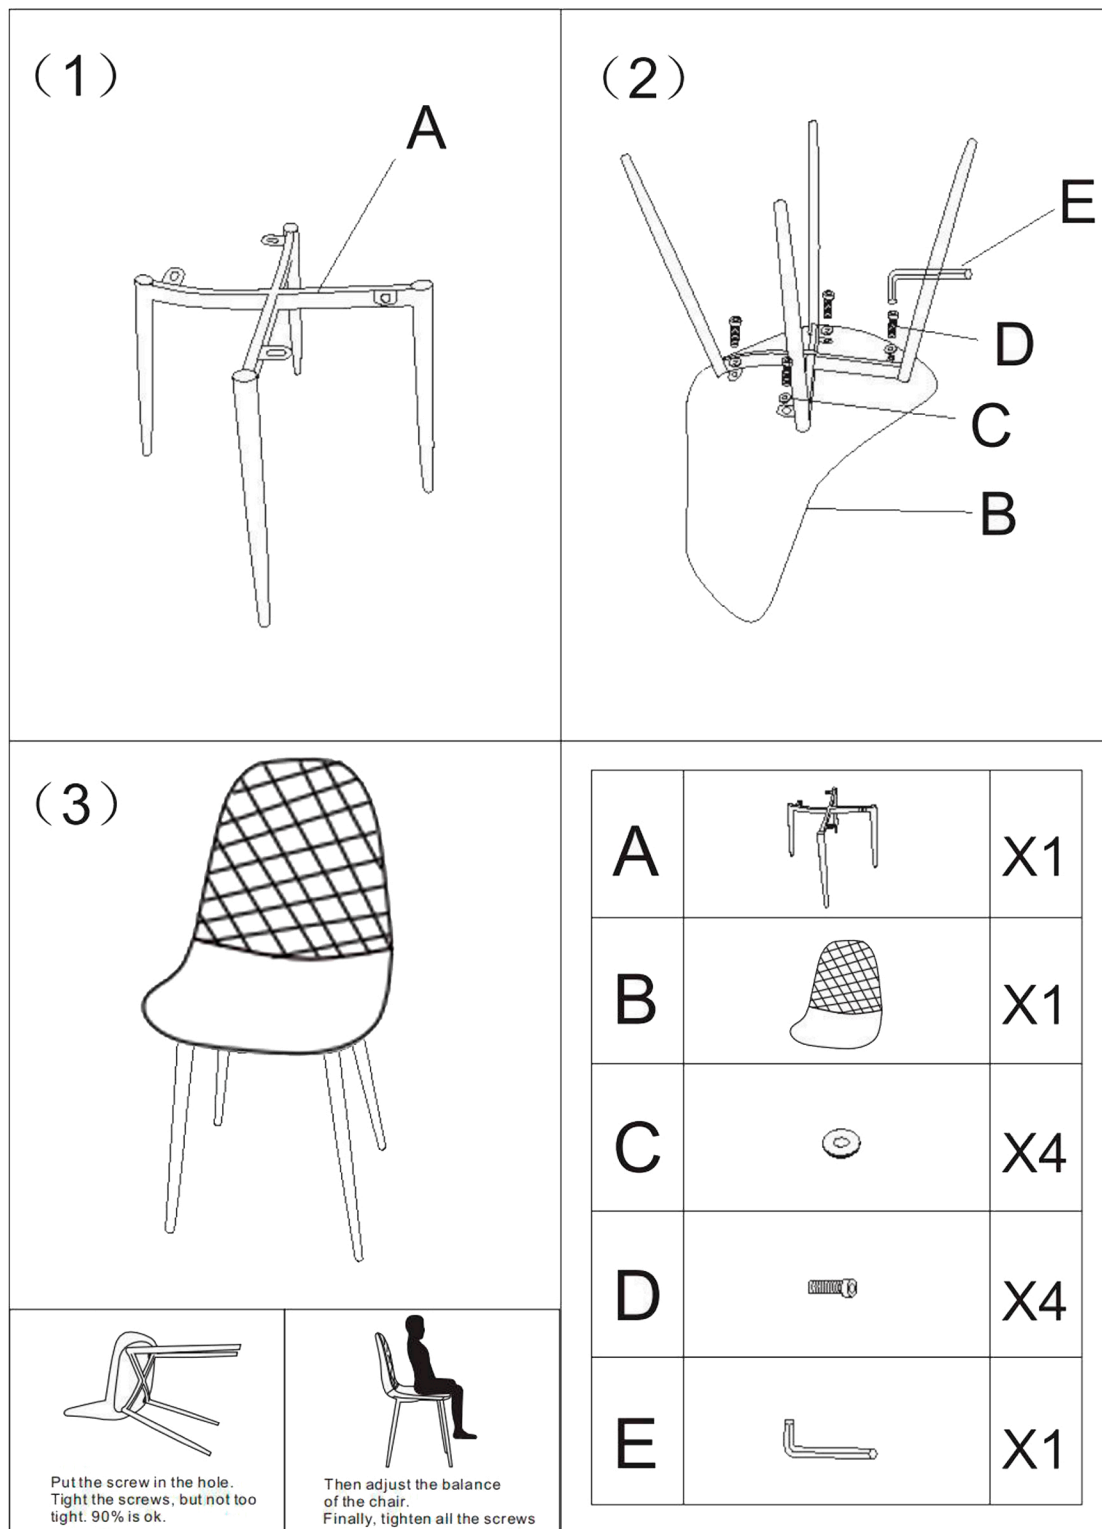 （1）
A
（2）
E
D
C
B
（3）
A X1
B X1
C X4
D X4
E X1
Put the screw in the hole.
Tight the screws, but not too
tight. 90% is ok.
Then adjust the balance
of the chair.
Finally, tighten all the screws